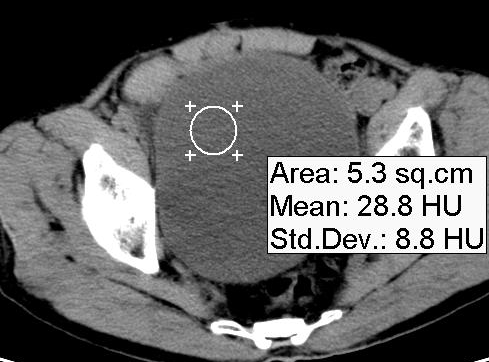 Area: 5.3 sq.cm
Mean: 28.8 HU
Std.Dev.: 8.8 HU